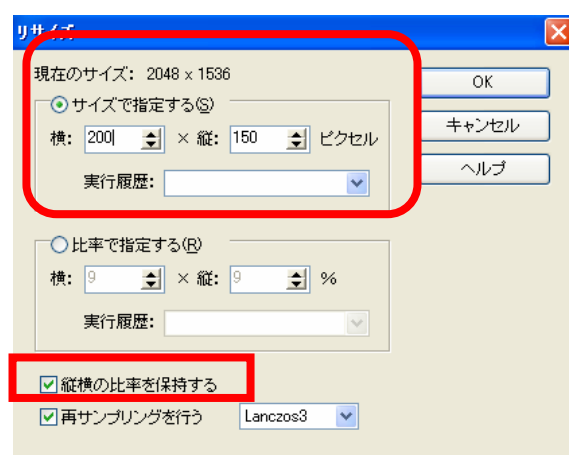 リサイズ
現在のサイズ: 2048 x 1536
サイズで指定する(S)
横: 200 × 縦: 150 ピクセル
実行履歴:
比率で指定する(R)
横: 9 × 縦: 9 %
実行履歴:
縦横の比率を保持する
再サンプリングを行う Lanczos3
OK
キャンセル
ヘルプ